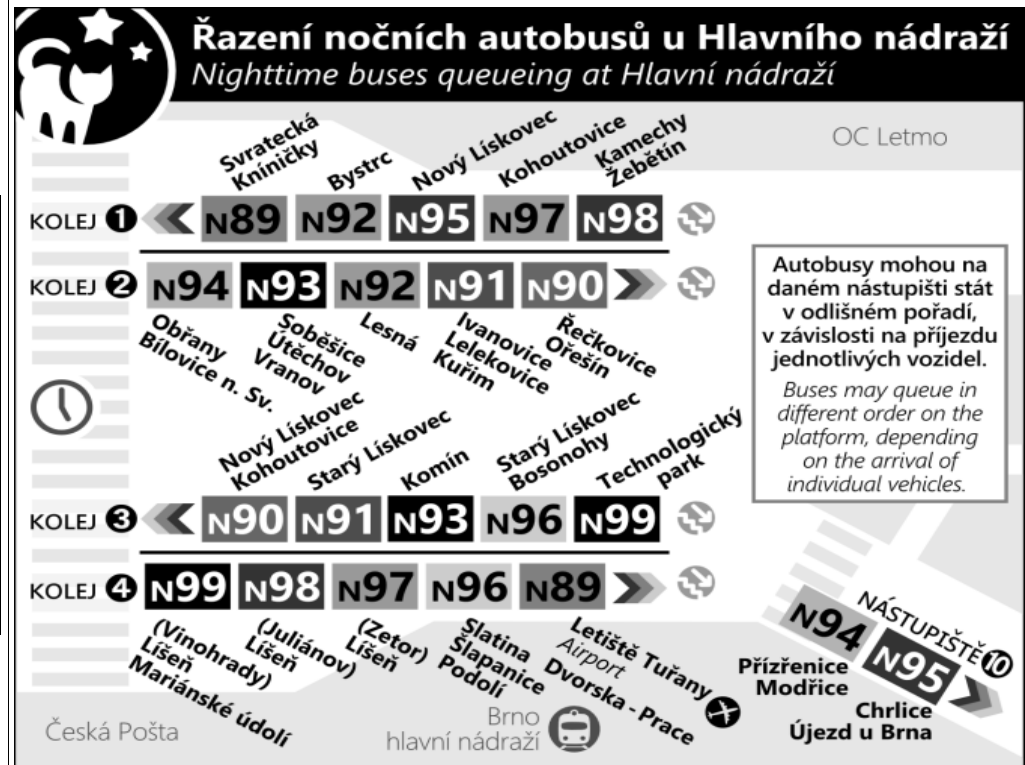 Řazení nočních autobusů u Hlavního nádraží
Nighttime buses queueing at Hlavní nádraží
OC Letmo
Svratecká
Kníničky
Bystrc
Nový Lískovec
Kohoutovice
Kamechy
Žebětín
KOLEJ 1 N89 N92 N95 N97 N98
KOLEJ 2 N94 N93 N92 N91 N90
Obřany
Bílovice n. Sv.
Soběšice
Útěchov
Vranov
Lesná
Ivanovice
Lelekovice
Kuřim
Řečkovice
Ořešín
Autobusy mohou na
daném nástupišti stát
v odlišném pořadí,
v závislosti na příjezdu
jednotlivých vozidel.
Buses may queue in
different order on the
platform, depending
on the arrival of
individual vehicles.
Nový Lískovec
Kohoutovice
Starý Lískovec
Komín
Starý Lískovec
Bosonohy
Technologický
park
KOLEJ 3 N90 N91 N93 N96 N99
KOLEJ 4 N99 N98 N97 N96 N89
(Vinohrady)
Líšeň
Mariánské údolí
(Juliánov)
Líšeň
(Zetor)
Líšeň
Slatina
Šlapanice
Podolí
Letiště Tuřany
Airport
Dvorska - Prace
NÁSTUPIŠTĚ 10
N94 N95
Přízřenice
Modřice
Chrlice
Újezd u Brna
Česká Pošta
Brno
hlavní nádraží